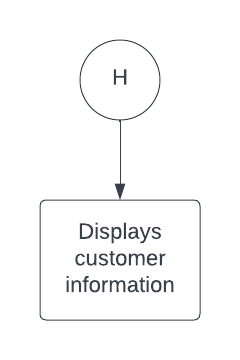 H
Displays
customer
information